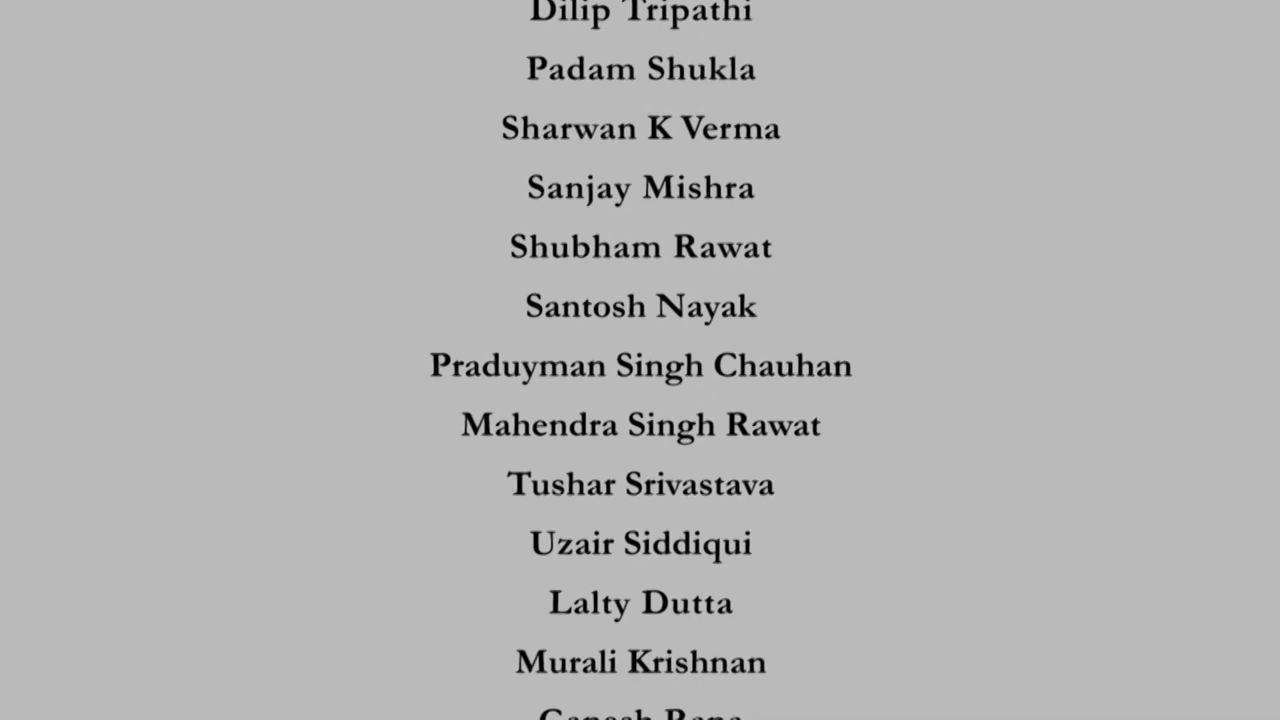 Dilip Tripathi
Padam Shukla
Sharwan K Verma
Sanjay Mishra
Shubham Rawat
Santosh Nayak
Praduyman Singh Chauhan
Mahendra Singh Rawat
Tushar Srivastava
Uzair Siddiqui
Lalty Dutta
Murali Krishnan